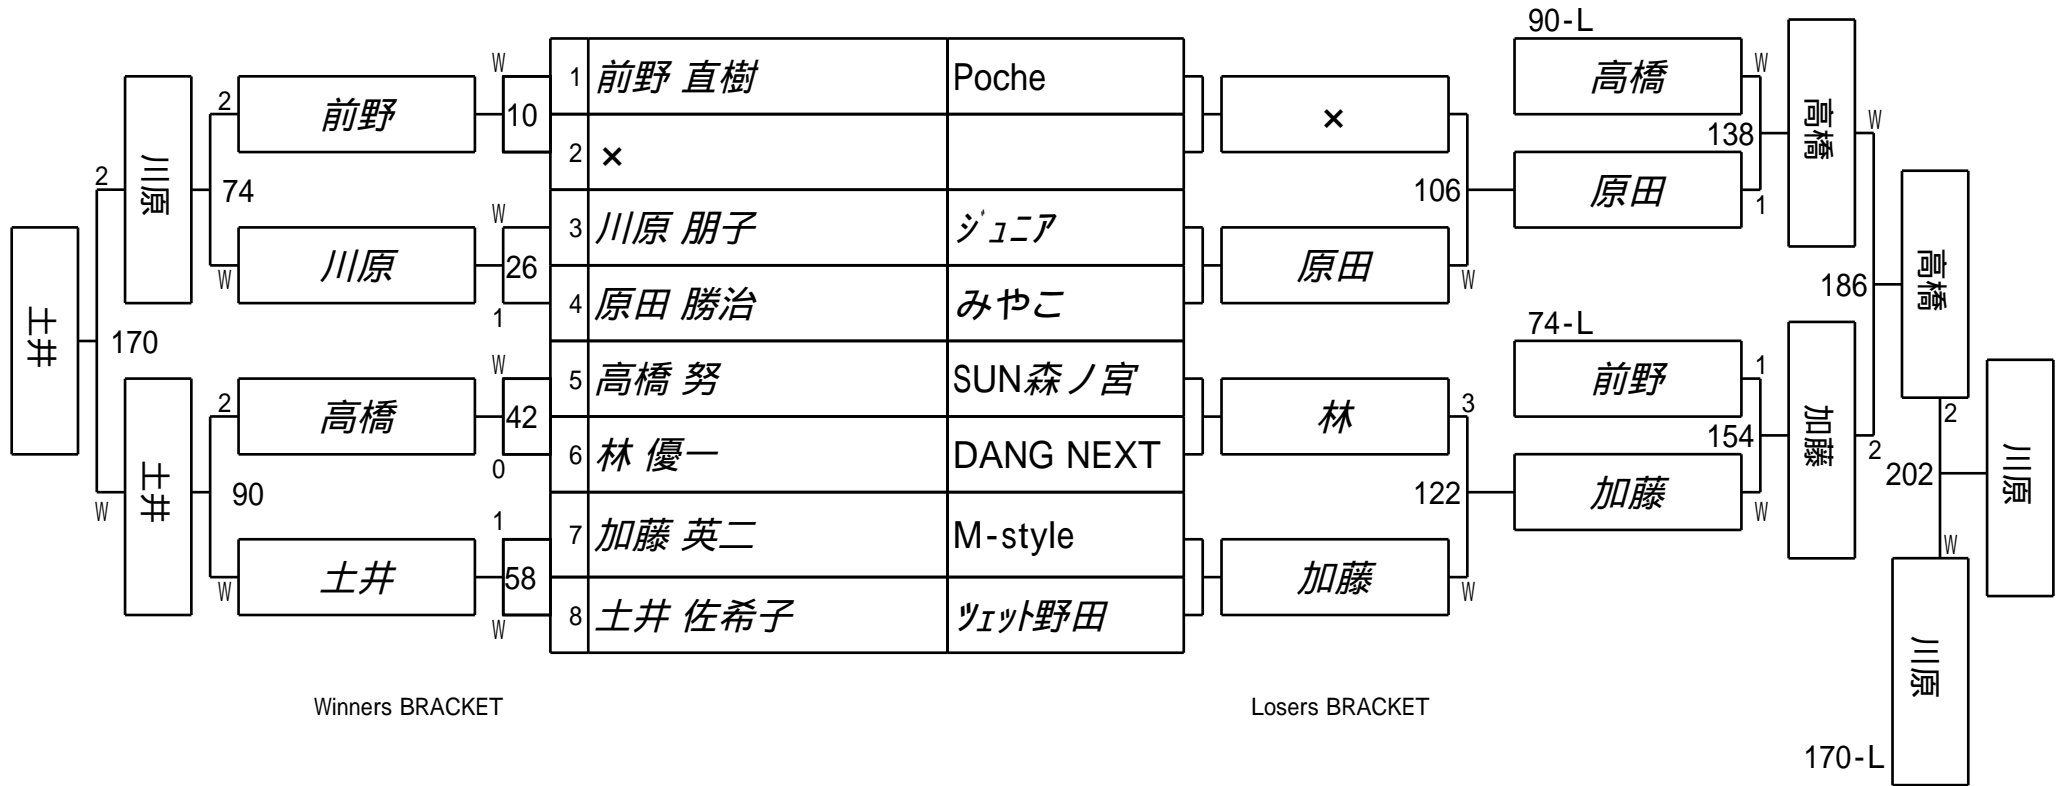 90-L
W
1 前野 直樹 Poche
高橋
W
2
前野
10
×
138
高橋
W
2 ×
川原
2
74
106
原田
1
W
3 川原 朋子 ジュニア
W
川原
26
原田
W
4 原田 勝治 みやこ
1
186
高橋
土井
170
74-L
W
5 高橋 努 SUN森ノ宮
前野
1
2
高橋
42
林
3
154
加藤
2
2
6 林 優一 DANG NEXT
0
土井
W
90
122
加藤
W
202
川原
1
7 加藤 英二 M-style
W
土井
58
加藤
W
W
8 土井 佐希子 ツェット野田
W
川原
Winners BRACKET
Losers BRACKET
170-L